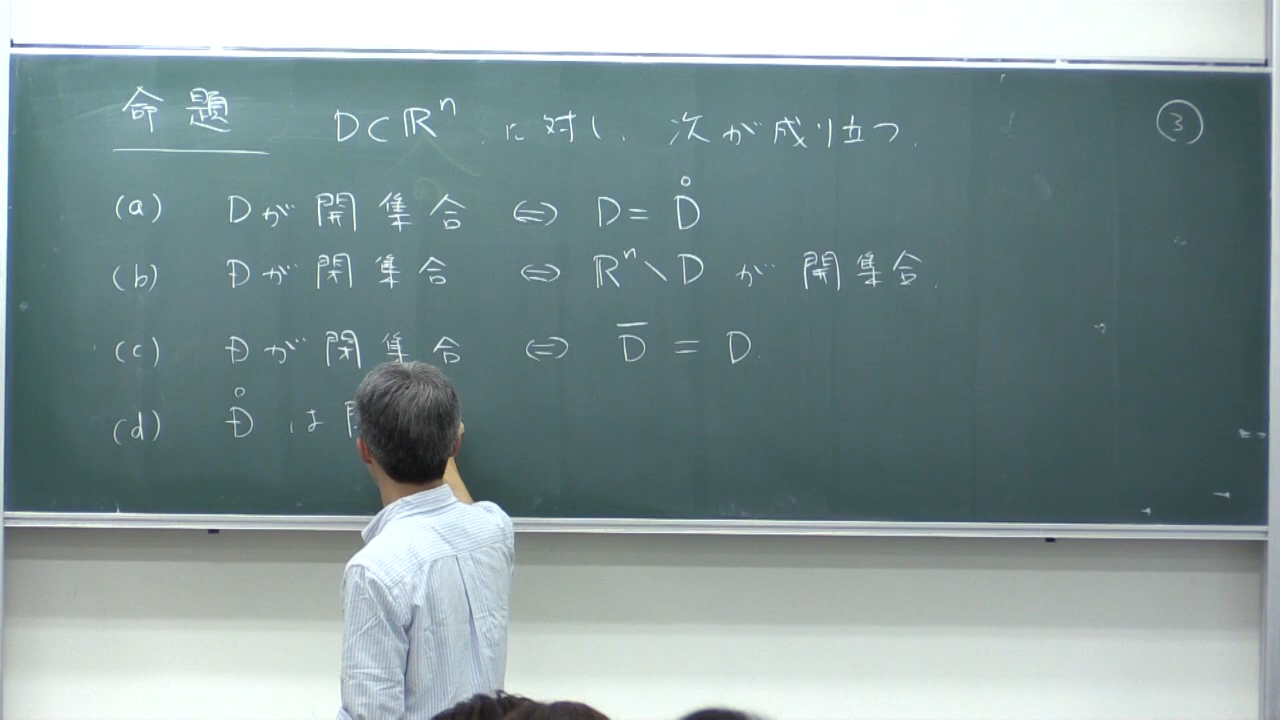 命題 D⊂ℝⁿ に対し、次が成り立つ. ③
(a) Dが開集合 ⇔ D = D̊
(b) Dが閉集合 ⇔ ℝⁿ∖D が開集合.
(c) Dが閉集合 ⇔ D̅ = D.
(d) D̊ は